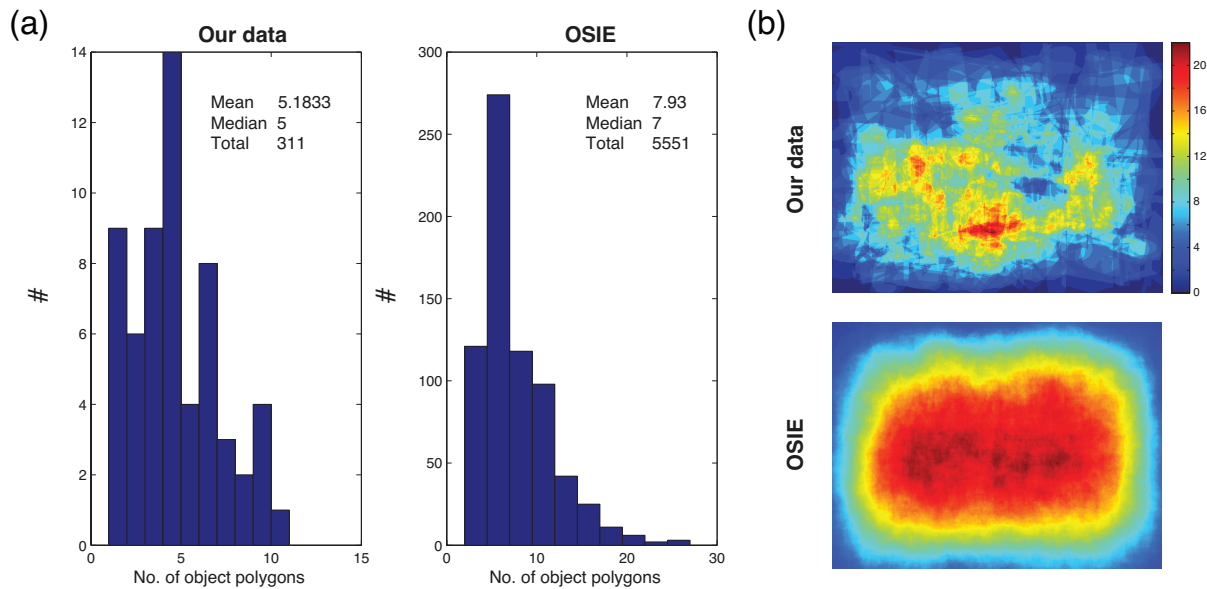 (a)
Our data
14
12
10
8
6
4
2
0
#
Mean 5.1833
Median 5
Total 311
0 5 10 15
No. of object polygons
OSIE
300
250
200
150
100
50
0
#
Mean 7.93
Median 7
Total 5551
0 10 20 30
No. of object polygons
(b)
Our data
20
16
12
8
4
0
OSIE